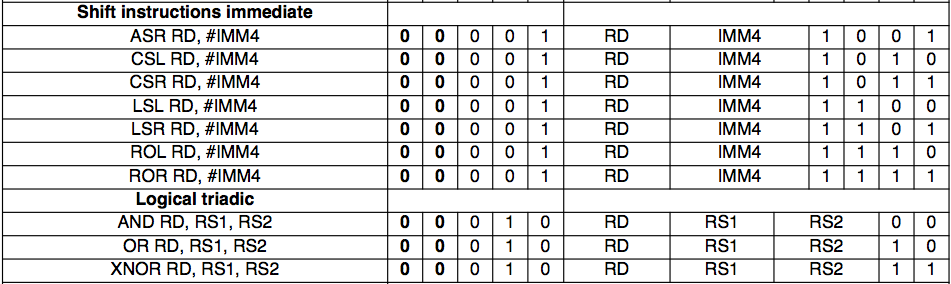 Shift instructions immediate
ASR RD, #IMM4 0 0 0 0 1 RD IMM4 1 0 0 1
CSL RD, #IMM4 0 0 0 0 1 RD IMM4 1 0 1 0
CSR RD, #IMM4 0 0 0 0 1 RD IMM4 1 0 1 1
LSL RD, #IMM4 0 0 0 0 1 RD IMM4 1 1 0 0
LSR RD, #IMM4 0 0 0 0 1 RD IMM4 1 1 0 1
ROL RD, #IMM4 0 0 0 0 1 RD IMM4 1 1 1 0
ROR RD, #IMM4 0 0 0 0 1 RD IMM4 1 1 1 1
Logical triadic
AND RD, RS1, RS2 0 0 0 1 0 RD RS1 RS2 0 0
OR RD, RS1, RS2 0 0 0 1 0 RD RS1 RS2 1 0
XNOR RD, RS1, RS2 0 0 0 1 0 RD RS1 RS2 1 1